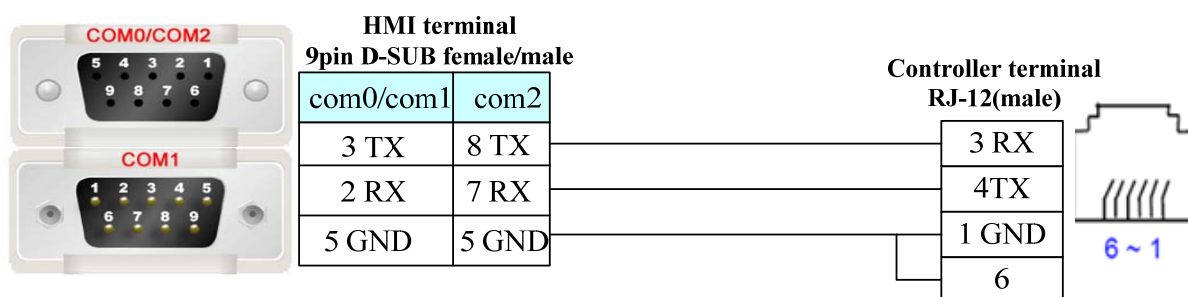 COM0/COM2
5 4 3 2 1
9 8 7 6
COM1
1 2 3 4 5
6 7 8 9
HMI terminal
9pin D-SUB female/male
com0/com1 com2
3 TX 8 TX
2 RX 7 RX
5 GND 5 GND
Controller terminal
RJ-12(male)
3 RX
4TX
1 GND
6
6 ~ 1